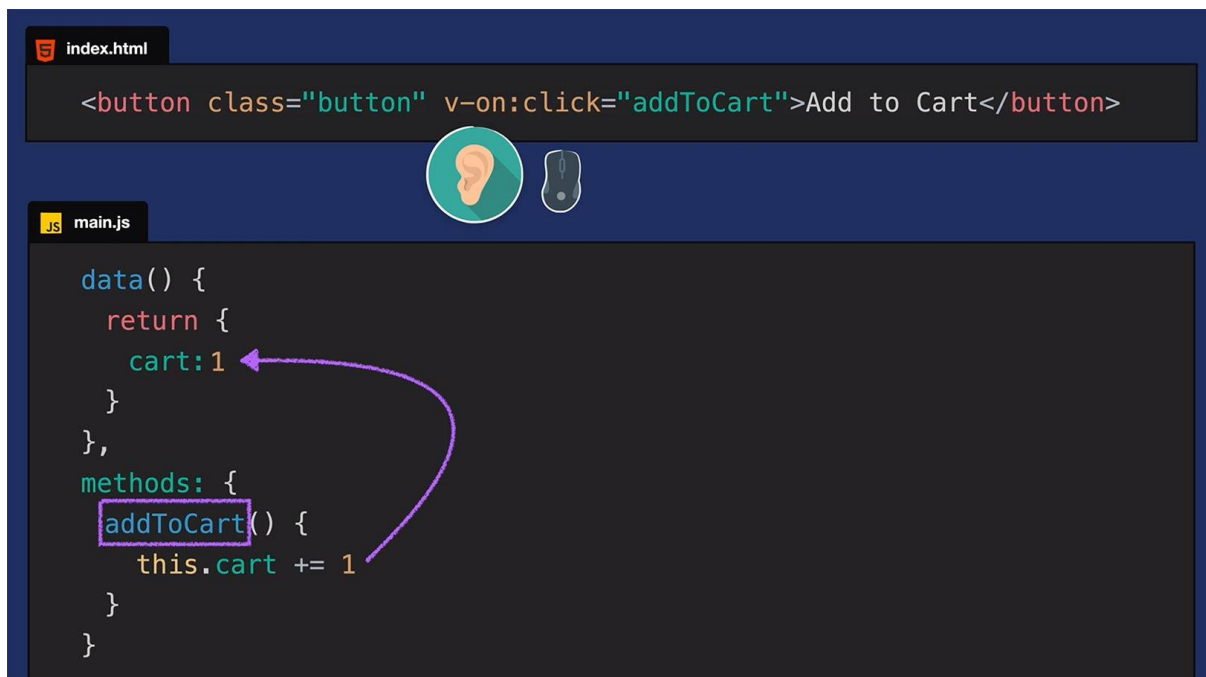 index.html
<button class="button" v-on:click="addToCart">Add to Cart</button>
JS main.js
data() {
return {
cart:1
}
},
methods: {
addToCart() {
this.cart += 1
}
}